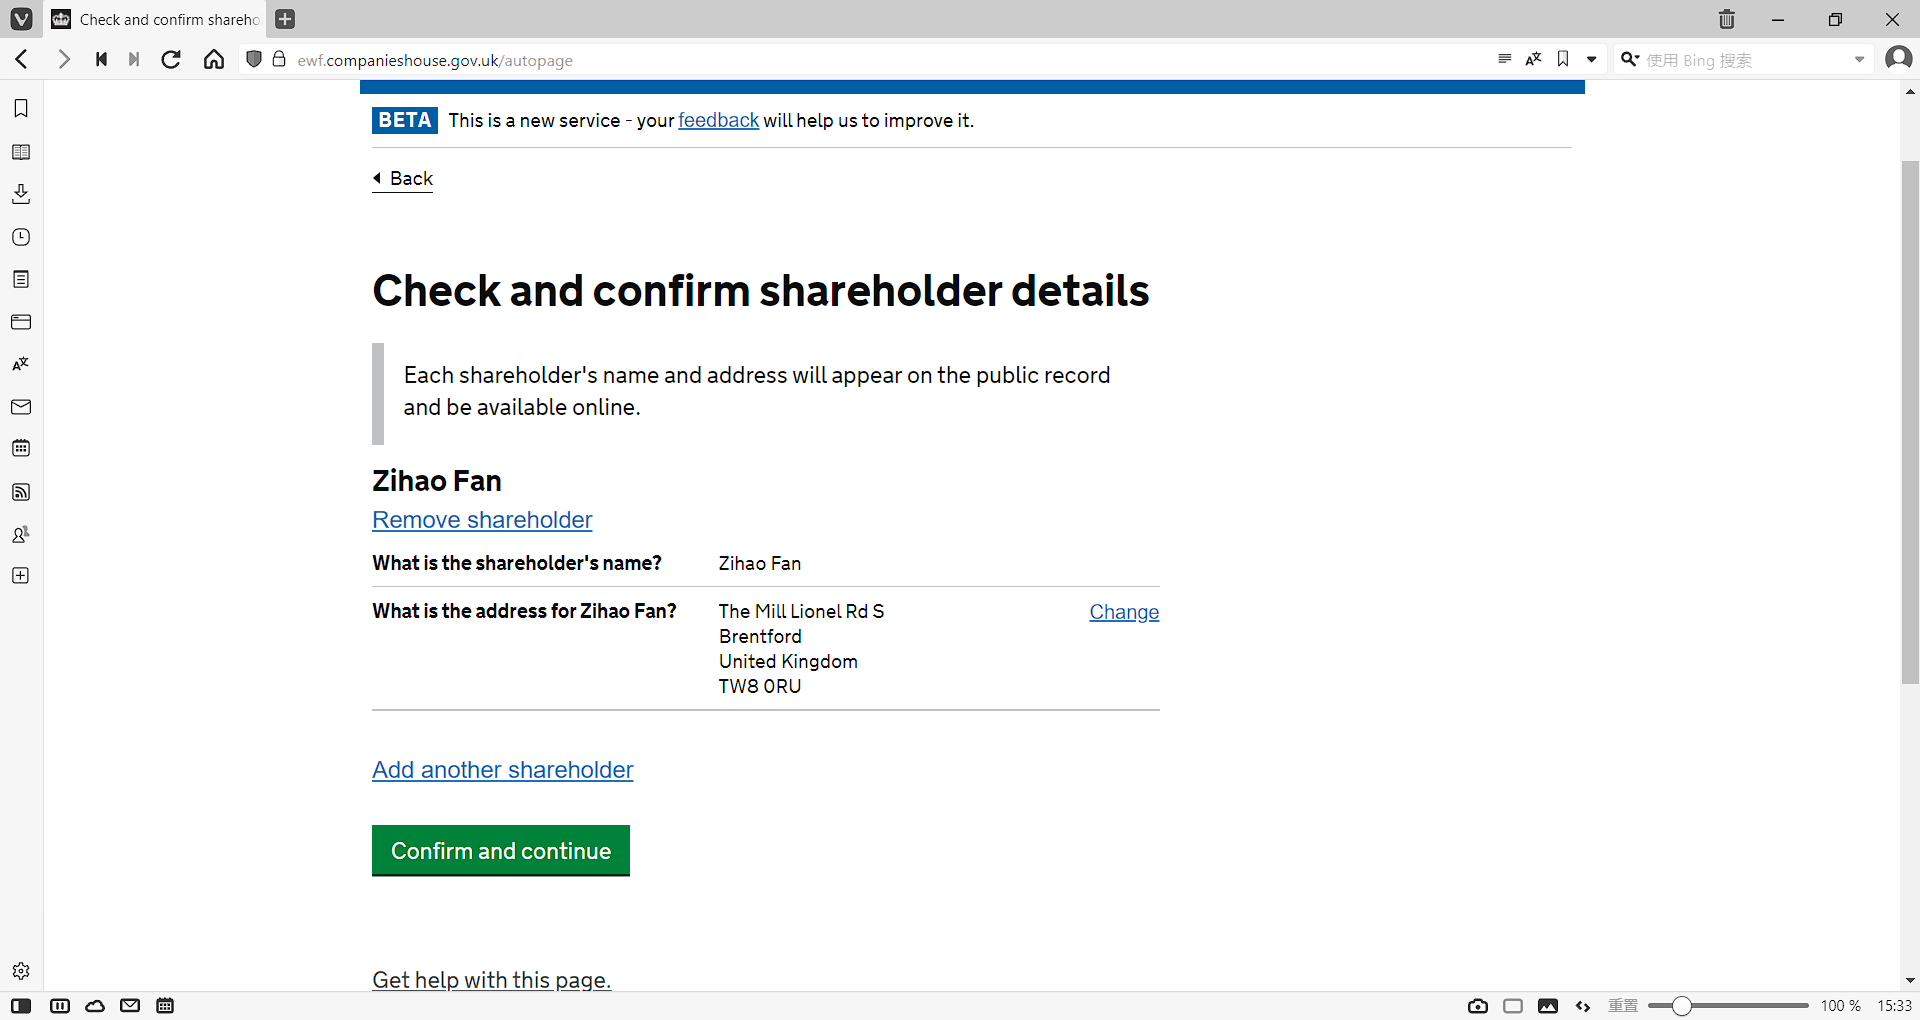 Check and confirm shareho
ewf.companieshouse.gov.uk/autopage
使用 Bing 搜索
BETA This is a new service - your feedback will help us to improve it.
Back
Check and confirm shareholder details
Each shareholder's name and address will appear on the public record
and be available online.
Zihao Fan
Remove shareholder
What is the shareholder's name? Zihao Fan
What is the address for Zihao Fan? The Mill Lionel Rd S Change
Brentford
United Kingdom
TW8 0RU
Add another shareholder
Confirm and continue
Get help with this page.
重置 100 % 15:33